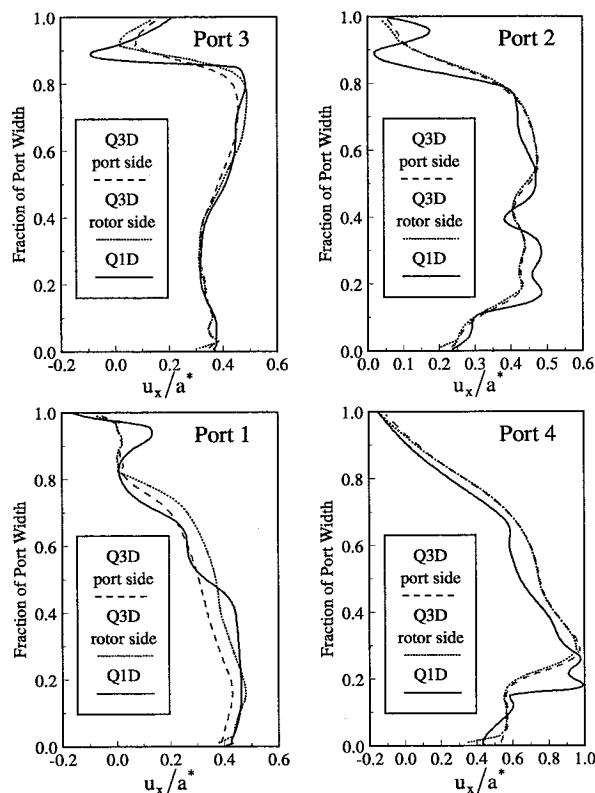 Port 3
1.0
0.8
0.6
0.4
0.2
0.0
Fraction of Port Width
Q3D
port side
Q3D
rotor side
Q1D
-0.2 0.0 0.2 0.4 0.6
u_x/a*
Port 2
1.0
0.8
0.6
0.4
0.2
0.0
Fraction of Port Width
Q3D
port side
Q3D
rotor side
Q1D
0.0 0.1 0.2 0.3 0.4 0.5 0.6
u_x/a*
Port 1
1.0
0.8
0.6
0.4
0.2
0.0
Fraction of Port Width
Q3D
port side
Q3D
rotor side
Q1D
-0.2 0.0 0.2 0.4 0.6
u_x/a*
Port 4
1.0
0.8
0.6
0.4
0.2
0.0
Fraction of Port Width
Q3D
port side
Q3D
rotor side
Q1D
-0.2 0.0 0.2 0.4 0.6 0.8 1.0
u_x/a*